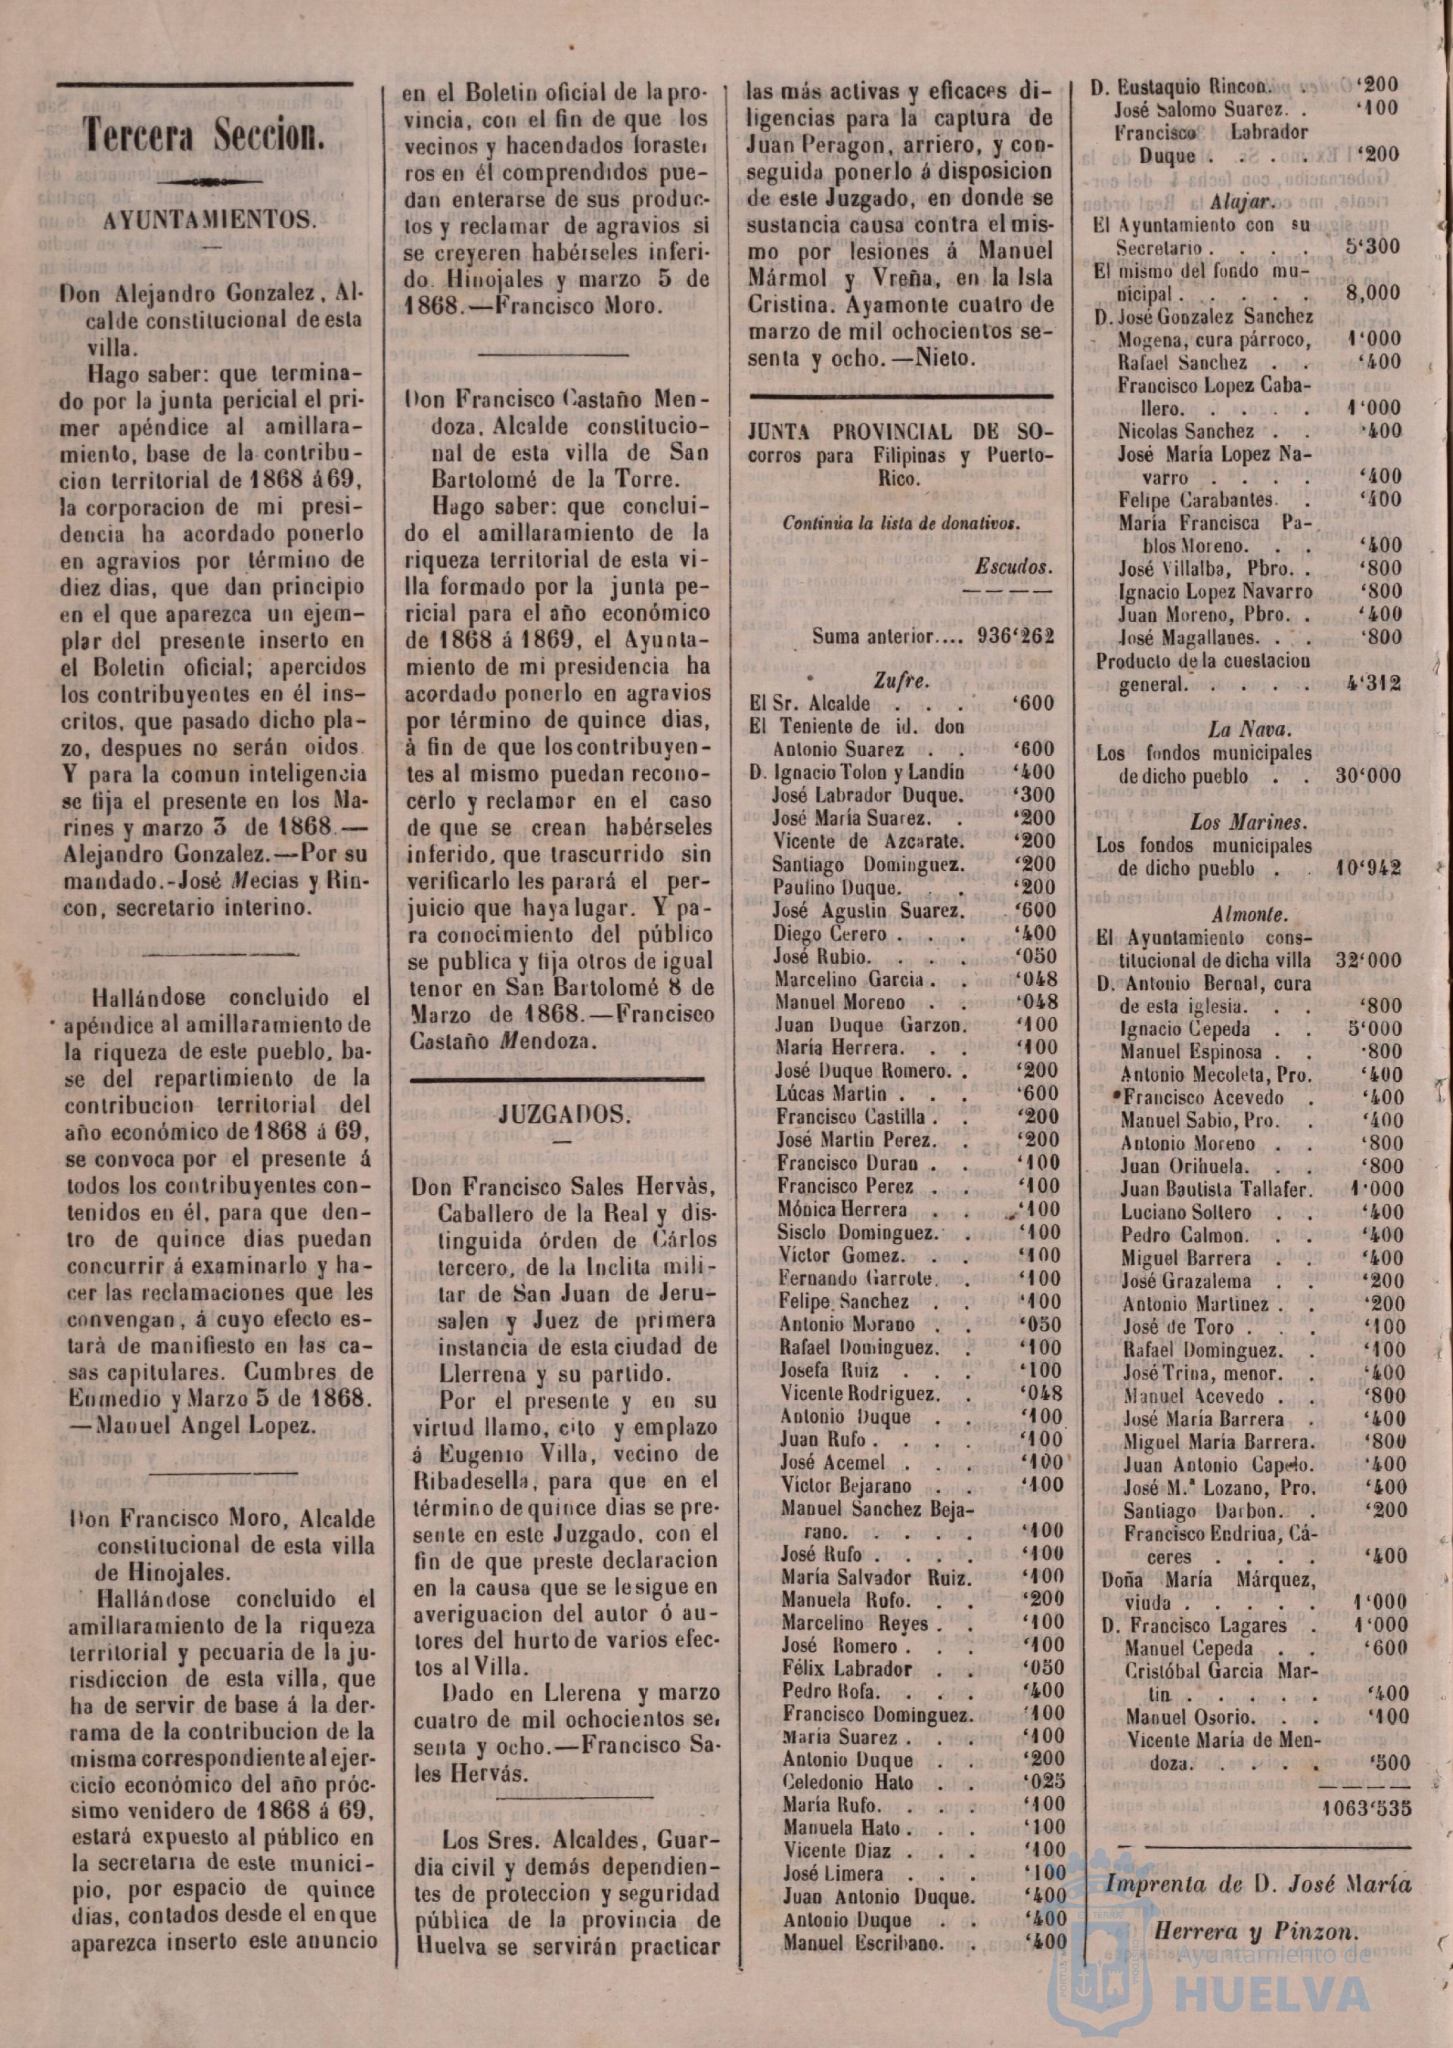 Tercera Seccion.
AYUNTAMIENTOS.
Don Alejandro Gonzalez, Al-
calde constitucional de esta
villa.
Hago saber: que termina-
do por la junta pericial el pri-
mer apéndice al amillara-
miento, base de la contribu-
cion territorial de 1868 á 69,
la corporacion de mi presi-
dencia ha acordado ponerlo
en agravios por término de
diez dias, que dan principio
en el que aparezca un ejem-
plar del presente inserto en
el Boletin oficial; apercidos
los contribuyentes en él ins-
critos, que pasado dicho pla-
zo, despues no serán oidos.
Y para la comun inteligencia
se fija el presente en los Ma-
rines y marzo 3 de 1868.—
Alejandro Gonzalez.—Por su
mandado.-José Mecias y Rin-
con, secretario interino.
Hallándose concluido el
apéndice al amillaramiento de
la riqueza de este pueblo, ba-
se del repartimiento de la
contribucion territorial del
año económico de 1868 á 69,
se convoca por el presente á
todos los contribuyentes con-
tenidos en él, para que den-
tro de quince dias puedan
concurrir á examinarlo y ha-
cer las reclamaciones que les
convengan, á cuyo efecto es-
tará de manifiesto en las ca-
sas capitulares. Cumbres de
Enmedio y Marzo 5 de 1868.
—Manuel Angel Lopez.
Don Francisco Moro, Alcalde
constitucional de esta villa
de Hinojales.
Hallándose concluido el
amillaramiento de la riqueza
territorial y pecuaria de la ju-
risdiccion de esta villa, que
ha de servir de base á la der-
rama de la contribucion de la
misma correspondiente al ejer-
cicio económico del año próc-
simo venidero de 1868 á 69,
estará expuesto al público en
la secretaria de este munici-
pio, por espacio de quince
dias, contados desde el en que
aparezca inserto este anuncio
en el Boletin oficial de la pro-
vincia, con el fin de que los
vecinos y hacendados foraste,
ros en él comprendidos pue-
dan enterarse de sus produc-
tos y reclamar de agravios si
se creyeren habérseles inferi-
do. Hinojales y marzo 5 de
1868.—Francisco Moro.
Don Francisco Castaño Men-
doza, Alcalde constitucio-
nal de esta villa de San
Bartolomé de la Torre.
Hago saber: que conclui-
do el amillaramiento de la
riqueza territorial de esta vi-
lla formado por la junta pe-
ricial para el año económico
de 1868 á 1869, el Ayunta-
miento de mi presidencia ha
acordado ponerlo en agravios
por término de quince dias,
á fin de que los contribuyen-
tes al mismo puedan recono-
cerlo y reclamar en el caso
de que se crean habérseles
inferido, que trascurrido sin
verificarlo les parará el per-
juicio que haya lugar. Y pa-
ra conocimiento del público
se publica y fija otros de igual
tenor en San Bartolomé 8 de
Marzo de 1868.—Francisco
Castaño Mendoza.
JUZGADOS.
Don Francisco Sales Hervàs,
Caballero de la Real y dis-
tinguida órden de Cárlos
tercero, de la Inclita mili-
tar de San Juan de Jeru-
salen y Juez de primera
instancia de esta ciudad de
Llerrena y su partido.
Por el presente y en su
virtud llamo, cito y emplazo
á Eugenio Villa, vecino de
Ribadesella, para que en el
término de quince dias se pre-
sente en este Juzgado, con el
fin de que preste declaracion
en la causa que se le sigue en
averiguacion del autor ó au-
tores del hurto de varios efec-
tos al Villa.
Dado en Llerena y marzo
cuatro de mil ochocientos se,
senta y ocho.—Francisco Sa-
les Hervás.
Los Sres. Alcaldes, Guar-
dia civil y demás dependien-
tes de proteccion y seguridad
pública de la provincia de
Huelva se servirán practicar
las más activas y eficaces di-
ligencias para la captura de
Juan Peragon, arriero, y con-
seguida ponerlo á disposicion
de este Juzgado, en donde se
sustancia causa contra el mis-
mo por lesiones á Manuel
Mármol y Vreña, en la Isla
Cristina. Ayamonte cuatro de
marzo de mil ochocientos se-
senta y ocho.—Nieto.
JUNTA PROVINCIAL DE SO-
corros para Filipinas y Puerto-
Rico.
Continúa la lista de donativos.
Escudos.
Suma anterior.... 936‘262
Zufre.
El Sr. Alcalde . . . ‘600
El Teniente de id. don
Antonio Suarez . . ‘600
D. Ignacio Tolon y Landin ‘400
José Labrador Duque. ‘300
José María Suarez. . ‘200
Vicente de Azcarate. ‘200
Santiago Dominguez. ‘200
Paulino Duque. . . ‘200
José Agustin Suarez. ‘600
Diego Cerero . . . ‘400
José Rubio. . . . ‘050
Marcelino Garcia . . ‘048
Manuel Moreno . . ‘048
Juan Duque Garzon. ‘100
María Herrera. . . ‘100
José Duque Romero. . ‘200
Lúcas Martin . . . ‘600
Francisco Castilla . . ‘200
José Martin Perez. . ‘200
Francisco Duran . . ‘100
Francisco Perez . . ‘100
Mónica Herrera . . ‘100
Sisclo Dominguez. . ‘100
Víctor Gomez. . . ‘100
Fernando Garrote. . ‘100
Felipe Sanchez . . ‘100
Antonio Morano . . ‘050
Rafael Dominguez. . ‘100
Josefa Ruiz . . . ‘100
Vicente Rodriguez. . ‘048
Antonio Duque . . ‘100
Juan Rufo . . . . ‘100
José Acemel . . . ‘100
Víctor Bejarano . . ‘100
Manuel Sanchez Beja-
rano. . . . . ‘100
José Rufo . . . . ‘100
María Salvador Ruiz. ‘100
Manuela Rofo. . . ‘200
Marcelino Reyes . . ‘100
José Romero . . . ‘100
Félix Labrador . . ‘050
Pedro Rofa. . . . ‘400
Francisco Dominguez. ‘100
María Suarez . . . ‘100
Antonio Duque . . ‘200
Celedonio Hato . . ‘025
María Rufo. . . . ‘100
Manuela Hato . . . ‘100
Vicente Diaz . . . ‘100
José Limera . . . ‘100
Juan Antonio Duque. ‘400
Antonio Duque . . ‘400
Manuel Escribano. . ‘400
D. Eustaquio Rincon. . ‘200
José Salomo Suarez. . ‘100
Francisco Labrador
Duque . . . . ‘200
Alajar.
El Ayuntamiento con su
Secretario . . . . 5‘300
El mismo del fondo mu-
nicipal . . . . . 8,000
D. José Gonzalez Sanchez
Mogena, cura párroco, 1‘000
Rafael Sanchez . . ‘400
Francisco Lopez Caba-
llero. . . . . 1‘000
Nicolas Sanchez . . ‘400
José María Lopez Na-
varro . . . . ‘400
Felipe Carabantes. . ‘400
María Francisca Pa-
blos Moreno. . . ‘400
José Villalba, Pbro. . ‘800
Ignacio Lopez Navarro ‘800
Juan Moreno, Pbro. . ‘400
José Magallanes. . . ‘800
Producto de la cuestacion
general. . . . . 4‘312
La Nava.
Los fondos municipales
de dicho pueblo . . 30‘000
Los Marines.
Los fondos municipales
de dicho pueblo . . 10‘942
Almonte.
El Ayuntamiento cons-
titucional de dicha villa 32‘000
D. Antonio Bernal, cura
de esta iglesia. . . ‘800
Ignacio Cepeda . . 5‘000
Manuel Espinosa . . ‘800
Antonio Mecoleta, Pro. ‘400
Francisco Acevedo . ‘400
Manuel Sabio, Pro. . ‘400
Antonio Moreno . . ‘800
Juan Orihuela. . . ‘800
Juan Bautista Tallafer. 1‘000
Luciano Soltero . . ‘400
Pedro Calmon. . . ‘400
Miguel Barrera . . ‘400
José Grazalema . . ‘200
Antonio Martinez . . ‘200
José de Toro . . . ‘100
Rafael Dominguez. . ‘100
José Trina, menor. . ‘400
Manuel Acevedo . . ‘800
José María Barrera . ‘400
Miguel María Barrera. ‘800
Juan Antonio Capelo. ‘400
José M.ª Lozano, Pro. ‘400
Santiago Darbon. . ‘200
Francisco Endrina, Cá-
ceres . . . . ‘400
Doña María Márquez,
viuda . . . . . 1‘000
D. Francisco Lagares . 1‘000
Manuel Cepeda . . ‘600
Cristóbal Garcia Mar-
tin . . . . . ‘400
Manuel Osorio. . . ‘100
Vicente María de Men-
doza. . . . . ‘500
1063‘535
Imprenta de D. José María
Herrera y Pinzon.
Ayuntamiento de
HUELVA